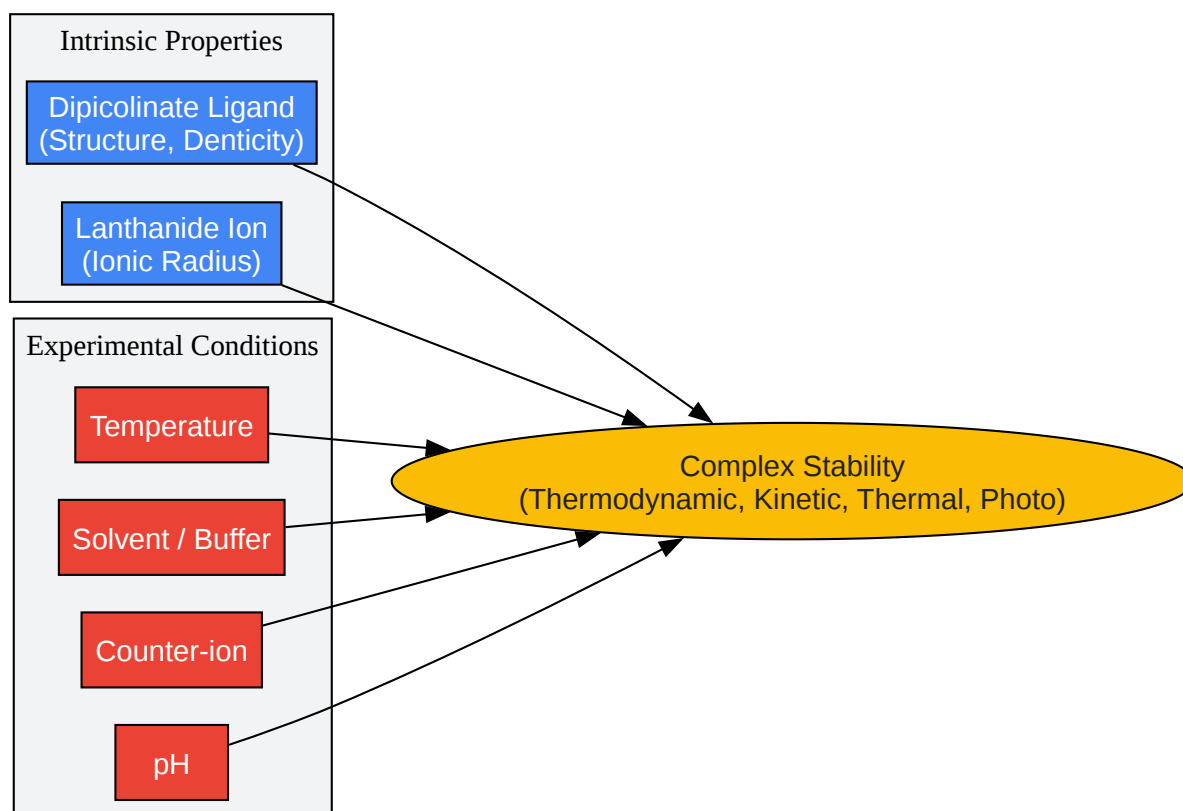 Intrinsic Properties
Dipicolinate Ligand
(Structure, Denticity)
Lanthanide Ion
(Ionic Radius)
Experimental Conditions
Temperature
Solvent / Buffer
Counter-ion
pH
Complex Stability
(Thermodynamic, Kinetic, Thermal, Photo)